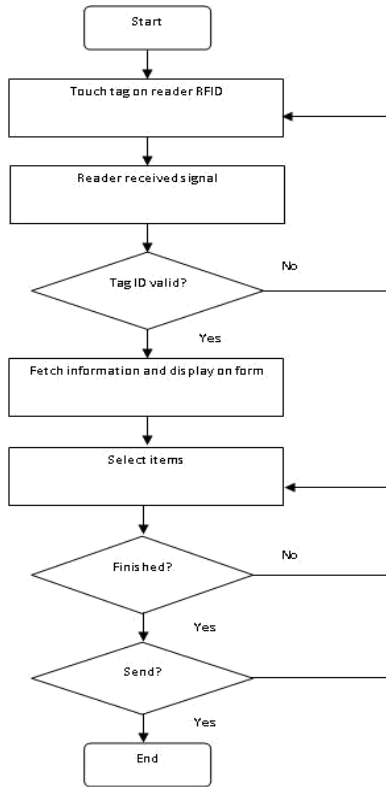 Start
Touch tag on reader RFID
Reader received signal
Tag ID valid?
No
Yes
Fetch information and display on form
Select items
Finished?
No
Yes
Send?
Yes
End